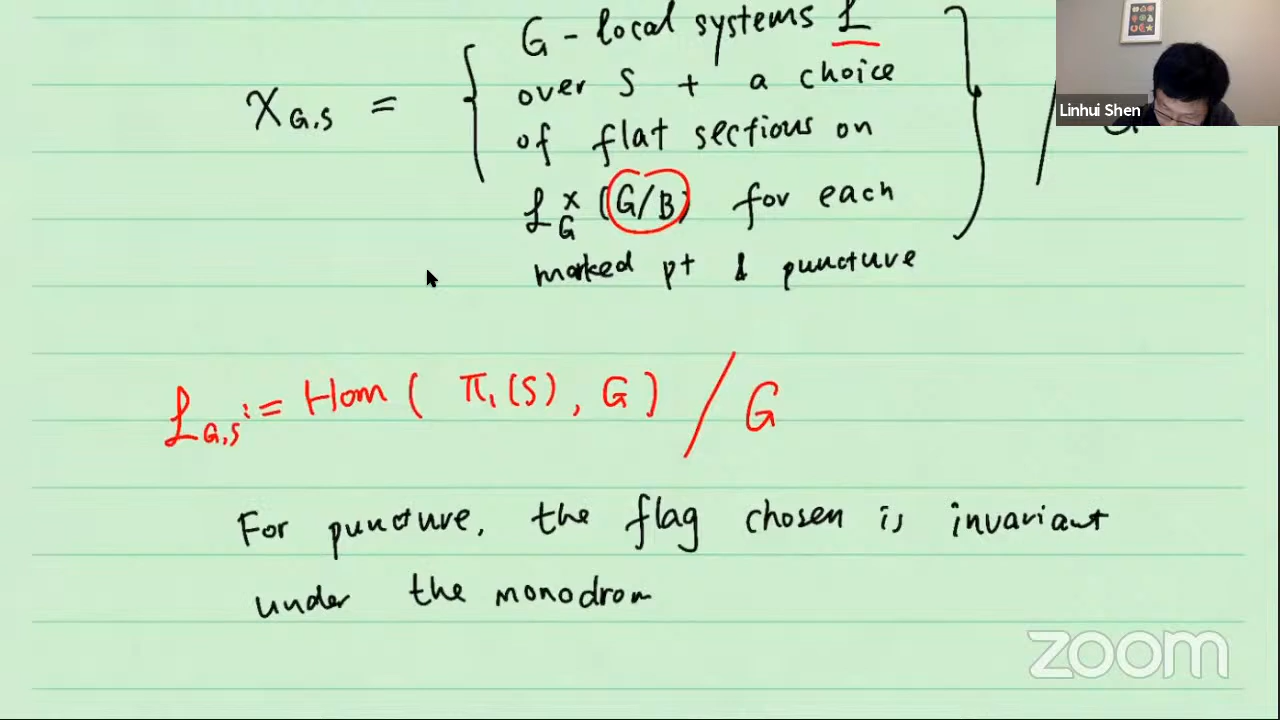 G - local systems L
over S + a choice
X_{G,S} = { of flat sections on } / G
L ×_G (G/B) for each
marked pt & puncture
Linhui Shen
L_{G,S} := Hom ( π_1(S), G ) / G
For puncture, the flag chosen is invariant
under the monodrom
zoom